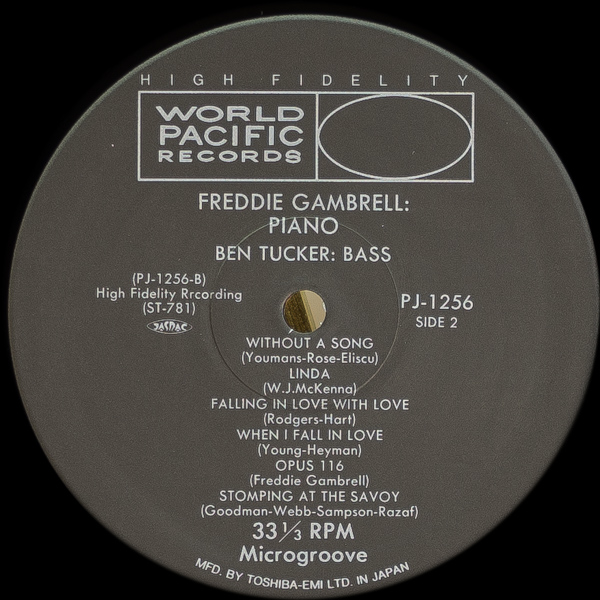 HIGH FIDELITY
WORLD
PACIFIC
RECORDS
FREDDIE GAMBRELL:
PIANO
BEN TUCKER: BASS
(PJ-1256-B)
High Fidelity Rrcording
(ST-781)
JASRAC
PJ-1256
SIDE 2
WITHOUT A SONG
(Youmans-Rose-Eliscu)
LINDA
(W.J.McKenna)
FALLING IN LOVE WITH LOVE
(Rodgers-Hart)
WHEN I FALL IN LOVE
(Young-Heyman)
OPUS 116
(Freddie Gambrell)
STOMPING AT THE SAVOY
(Goodman-Webb-Sampson-Razaf)
33 1/3 RPM
Microgroove
MFD. BY TOSHIBA-EMI LTD. IN JAPAN